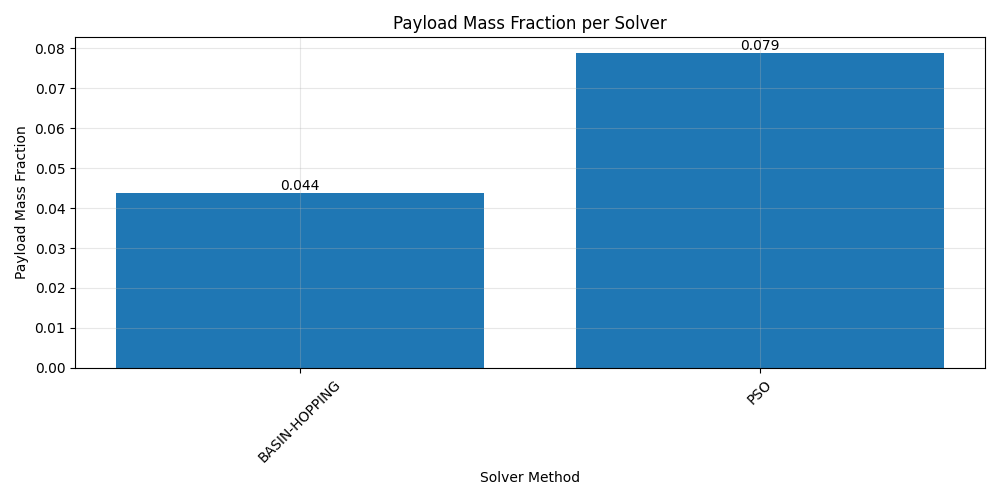 Payload Mass Fraction per Solver
Payload Mass Fraction
0.08
0.07
0.06
0.05
0.04
0.03
0.02
0.01
0.00
0.044
0.079
BASIN-HOPPING
PSO
Solver Method